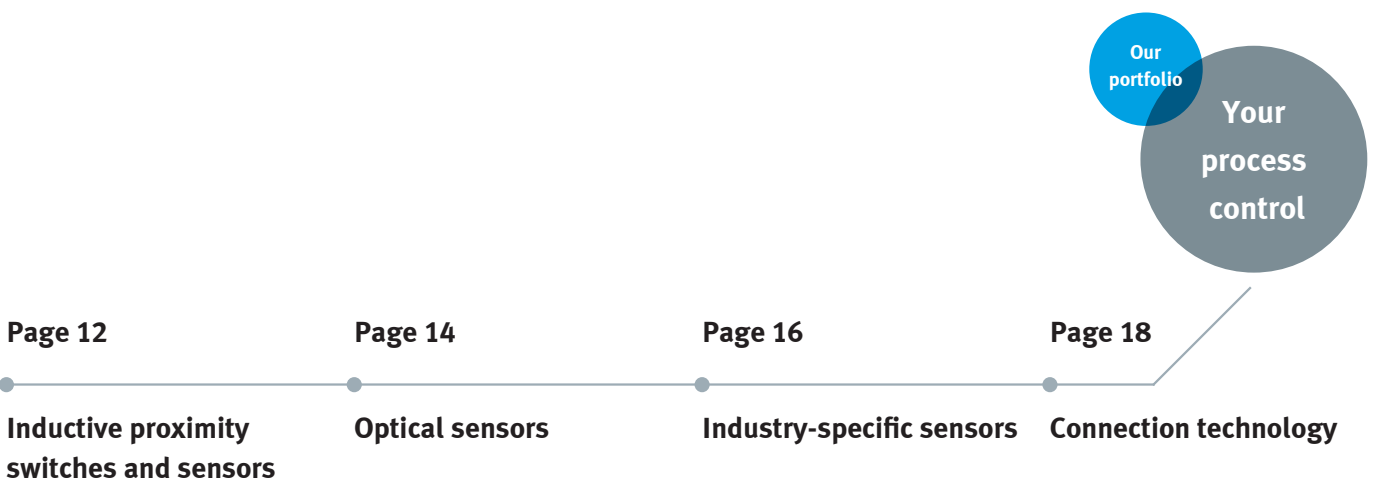 Our
portfolio
Your
process
control
Page 12
Page 14
Page 16
Page 18
Inductive proximity
switches and sensors
Optical sensors
Industry-specific sensors
Connection technology